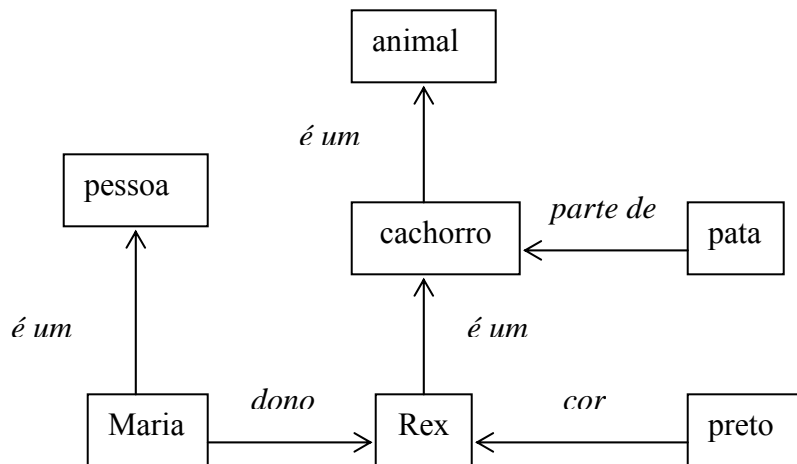 animal
é um
pessoa
cachorro
parte de
pata
é um
é um
Maria
dono
Rex
cor
preto